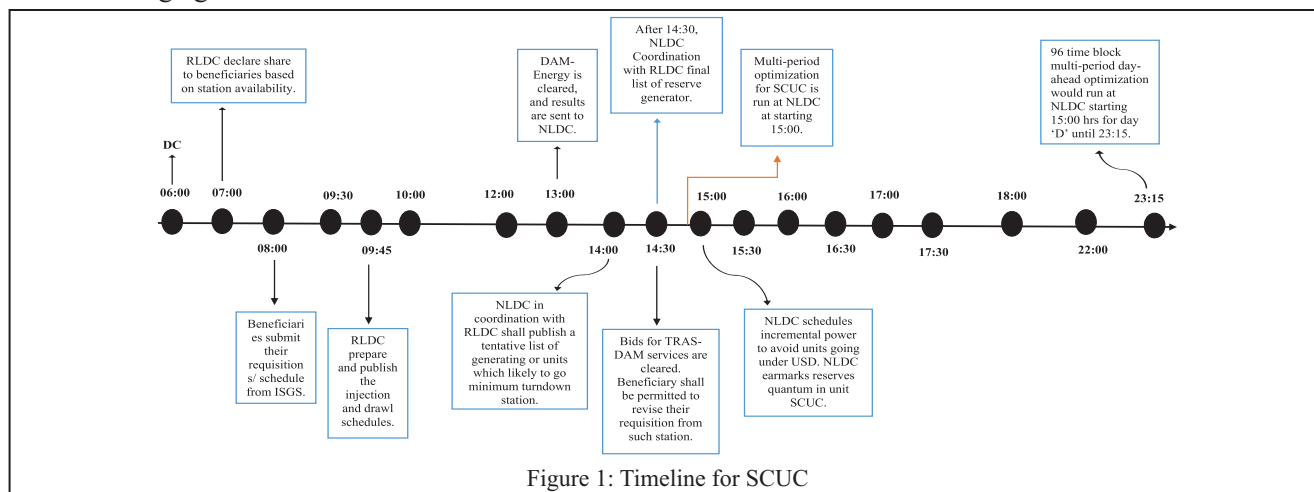 RLDC declare share
to beneficiaries based
on station availability.
DAM-
Energy is
cleared,
and results
are sent to
NLDC.
After 14:30,
NLDC
Coordination
with RLDC final
list of reserve
generator.
Multi-period
optimization
for SCUC is
run at NLDC
at starting
15:00.
96 time block
multi-period day-
ahead optimization
would run at
NLDC starting
15:00 hrs for day
‘D’ until 23:15.
DC
06:00
07:00
09:30
10:00
12:00
13:00
15:00
16:00
17:00
18:00
23:15
08:00
09:45
14:00
14:30
15:30
16:30
17:30
22:00
Beneficiari
es submit
their
requisition
s/ schedule
from ISGS.
RLDC
prepare and
publish the
injection and
drawl
schedules.
NLDC in
coordination with
RLDC shall publish a
tentative list of
generating or units
which likely to go
minimum turndown
station.
Bids for TRAS-
DAM services are
cleared.
Beneficiary shall
be permitted to
revise their
requisition from
such station.
NLDC schedules
incremental power
to avoid units going
under USD. NLDC
earmarks reserves
quantum in unit
SCUC.
Figure 1: Timeline for SCUC